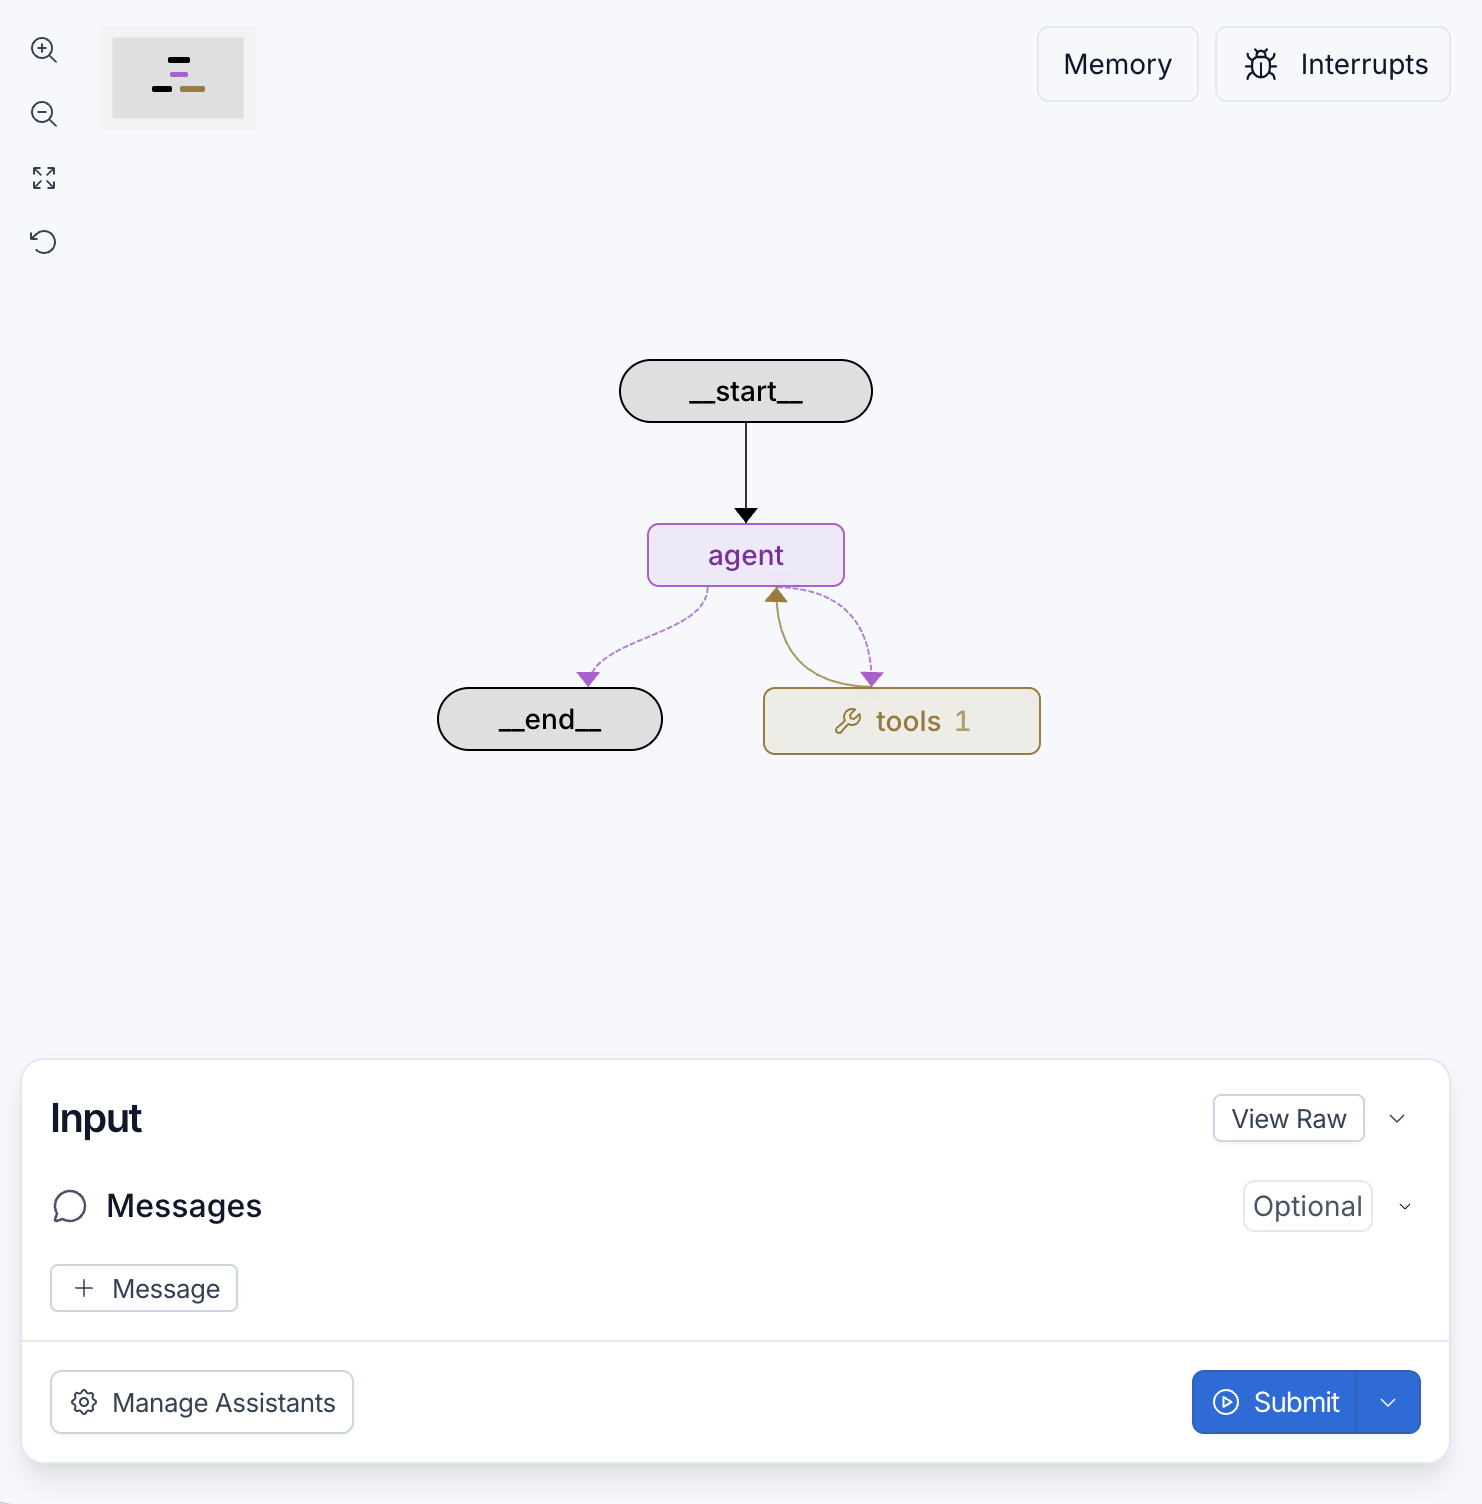 Memory
Interrupts
__start__
agent
__end__
tools 1
Input
View Raw
Messages
Optional
Message
Manage Assistants
Submit